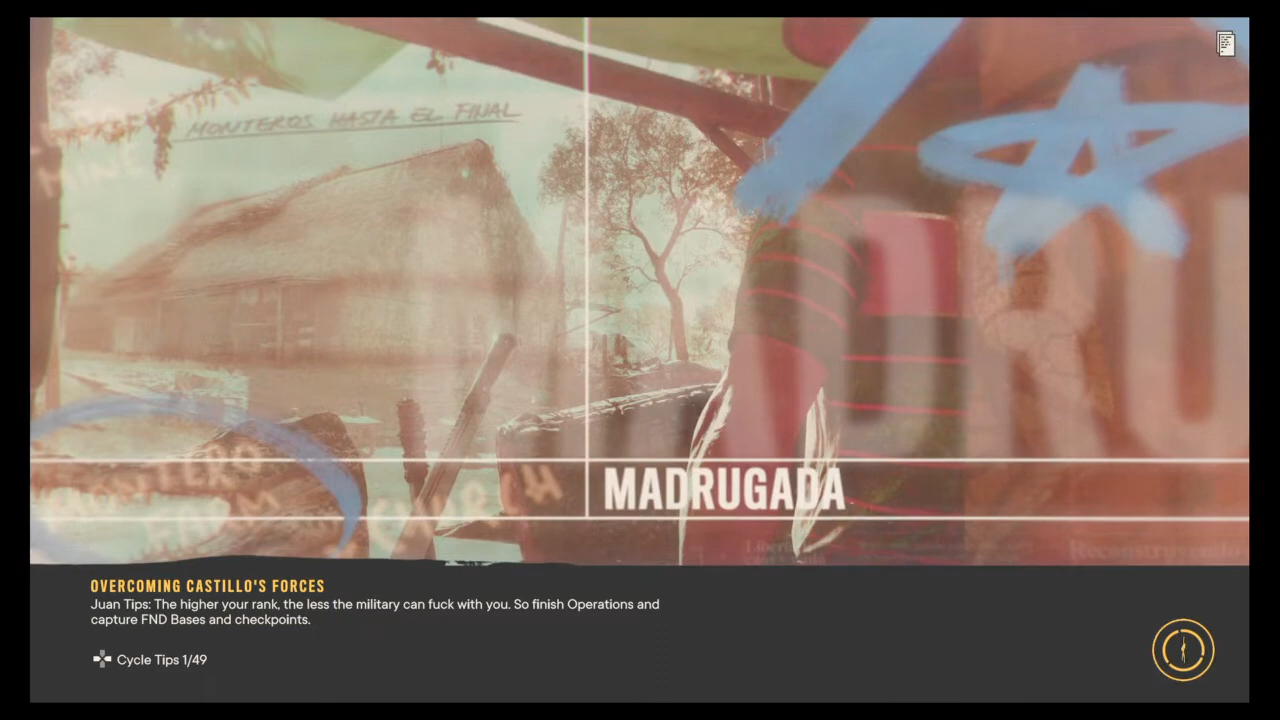 MONTEROS HASTA EL FINAL
MINE
MADRUGADA
MONTERO
FARM
CHURCH
OVERCOMING CASTILLO'S FORCES
Juan Tips: The higher your rank, the less the military can fuck with you. So finish Operations and
capture FND Bases and checkpoints.
Cycle Tips 1/49